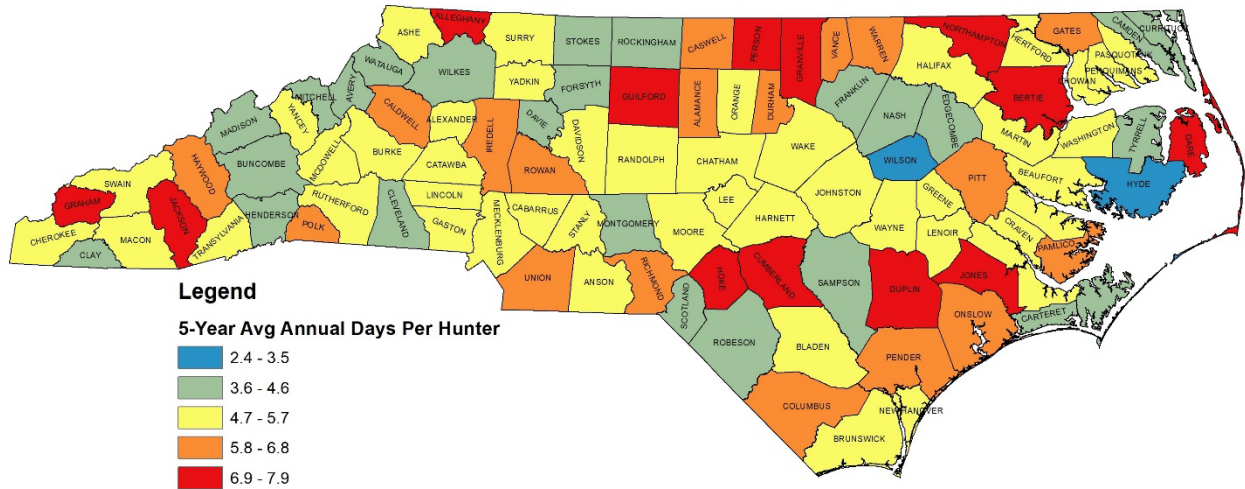 ALLEGHANY
ASHE
SURRY
STOKES
ROCKINGHAM
CASWELL
PERSON
GRANVILLE
VANCE
WARREN
NORTHAMPTON
HERTFORD
GATES
CAMDEN
CURRITUCK
PASQUOTANK
PERQUIMANS
CHOWAN
HALIFAX
BERTIE
WATAUGA
WILKES
YADKIN
FORSYTH
GUILFORD
ALAMANCE
ORANGE
DURHAM
FRANKLIN
NASH
EDGECOMBE
MARTIN
WASHINGTON
TYRRELL
DARE
MITCHELL
AVERY
CALDWELL
ALEXANDER
IREDELL
DAVIE
DAVIDSON
RANDOLPH
CHATHAM
WAKE
WILSON
PITT
BEAUFORT
HYDE
MADISON
YANCEY
MCDOWELL
BURKE
CATAWBA
ROWAN
JOHNSTON
GREENE
CRAVEN
PAMLICO
HAYWOOD
BUNCOMBE
RUTHERFORD
CLEVELAND
LINCOLN
GASTON
MECKLENBURG
CABARRUS
STANLY
MONTGOMERY
MOORE
LEE
HARNETT
WAYNE
LENOIR
JONES
CARTERET
SWAIN
GRAHAM
CHEROKEE
CLAY
MACON
JACKSON
TRANSYLVANIA
HENDERSON
POLK
UNION
ANSON
RICHMOND
SCOTLAND
HOKE
CUMBERLAND
SAMPSON
DUPLIN
ONSLOW
ROBESON
BLADEN
PENDER
COLUMBUS
NEW HANOVER
BRUNSWICK
Legend
5-Year Avg Annual Days Per Hunter
2.4 - 3.5
3.6 - 4.6
4.7 - 5.7
5.8 - 6.8
6.9 - 7.9